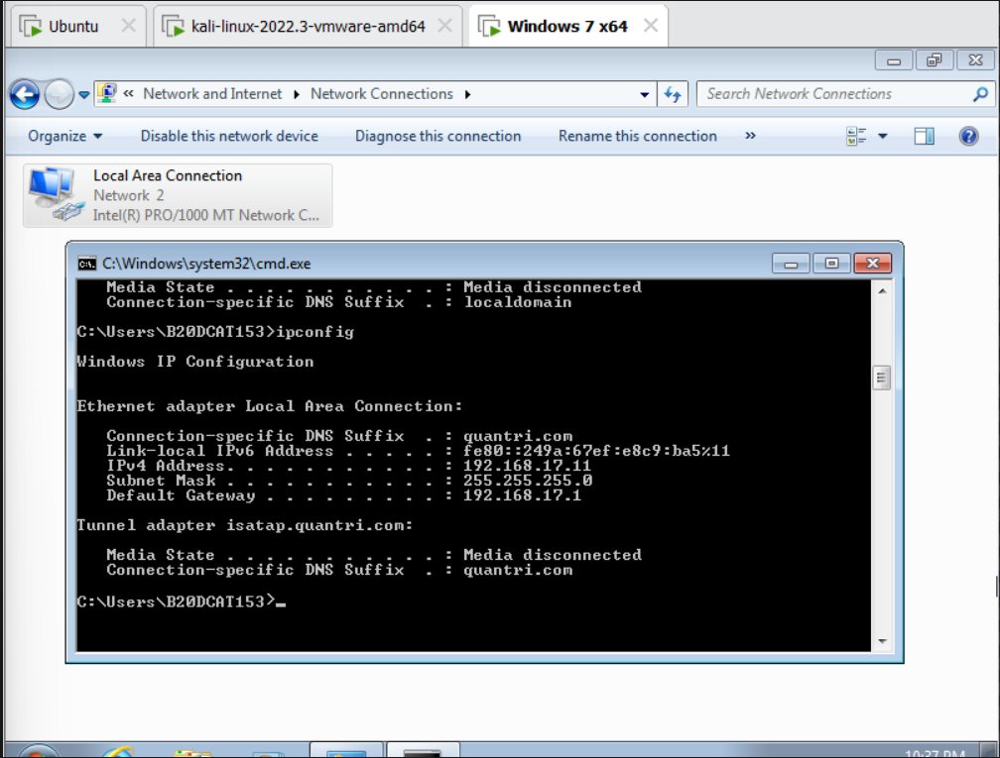 Ubuntu
kali-linux-2022.3-vmware-amd64
Windows 7 x64
« Network and Internet Network Connections
Search Network Connections
Organize Disable this network device Diagnose this connection Rename this connection »
Local Area Connection
Network 2
Intel(R) PRO/1000 MT Network C...
C:\Windows\system32\cmd.exe
Media State . . . . . . . . . . . : Media disconnected
Connection-specific DNS Suffix  . : localdomain
C:\Users\B20DCAT153>ipconfig
Windows IP Configuration
Ethernet adapter Local Area Connection:
Connection-specific DNS Suffix  . : quantri.com
Link-local IPv6 Address . . . . . : fe80::249a:67ef:e8c9:ba5%11
IPv4 Address. . . . . . . . . . . : 192.168.17.11
Subnet Mask . . . . . . . . . . . : 255.255.255.0
Default Gateway . . . . . . . . . : 192.168.17.1
Tunnel adapter isatap.quantri.com:
Media State . . . . . . . . . . . : Media disconnected
Connection-specific DNS Suffix  . : quantri.com
C:\Users\B20DCAT153>_
10:37 PM